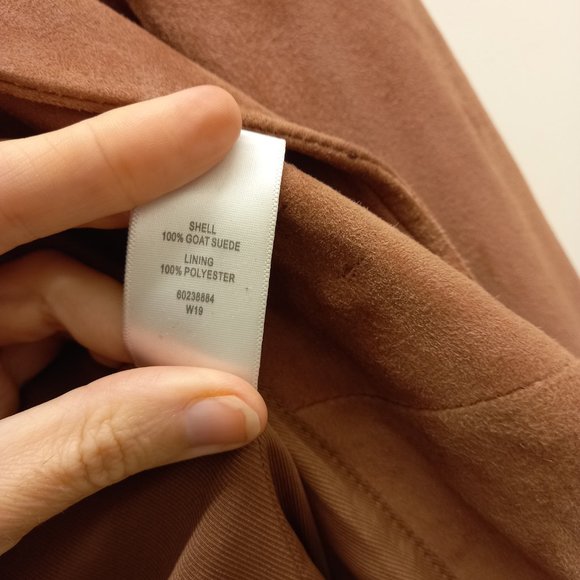 SHELL
100% GOAT SUEDE
LINING
100% POLYESTER
60238884
W19